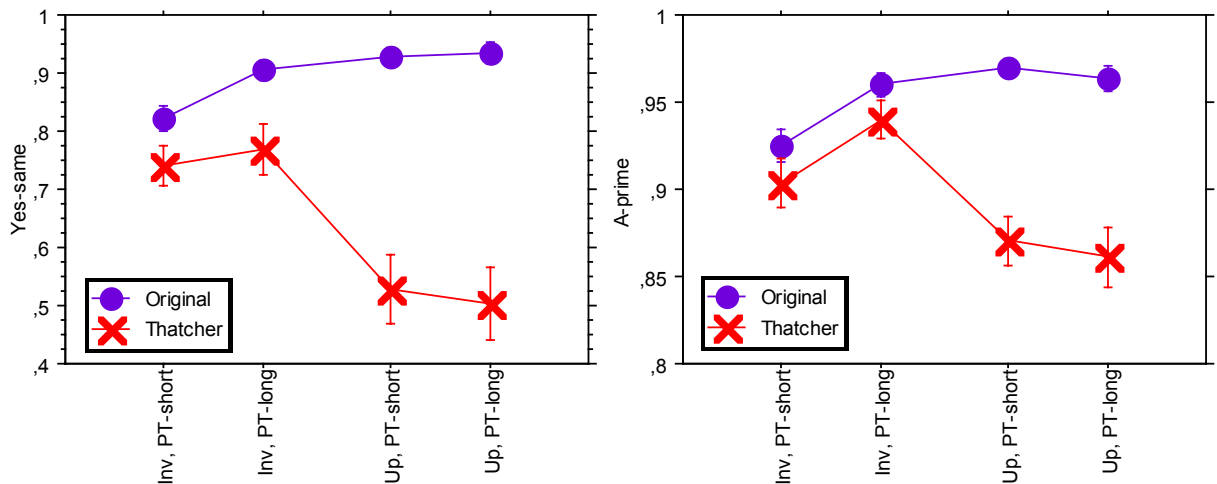 Yes-same
1
,9
,8
,7
,6
,5
,4
Original
Thatcher
Inv, PT-short
Inv, PT-long
Up, PT-short
Up, PT-long
A-prime
1
,95
,9
,85
,8
Original
Thatcher
Inv, PT-short
Inv, PT-long
Up, PT-short
Up, PT-long